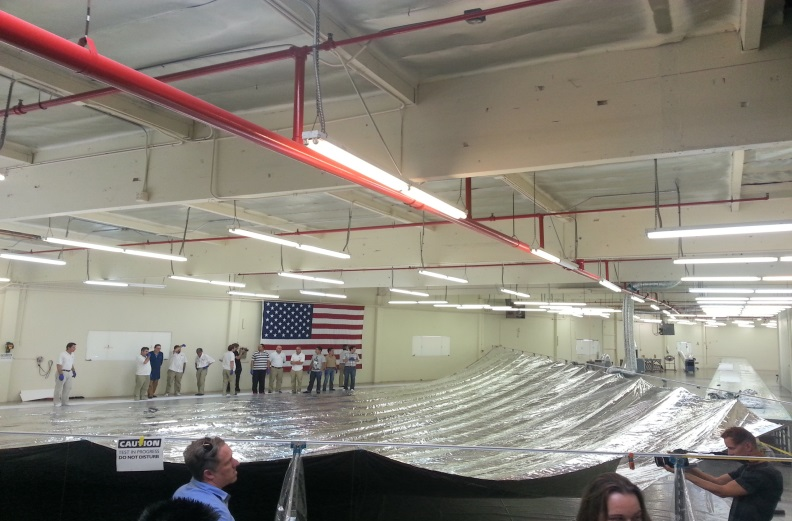 CAUTION
TEST IN PROGRESS
DO NOT DISTURB